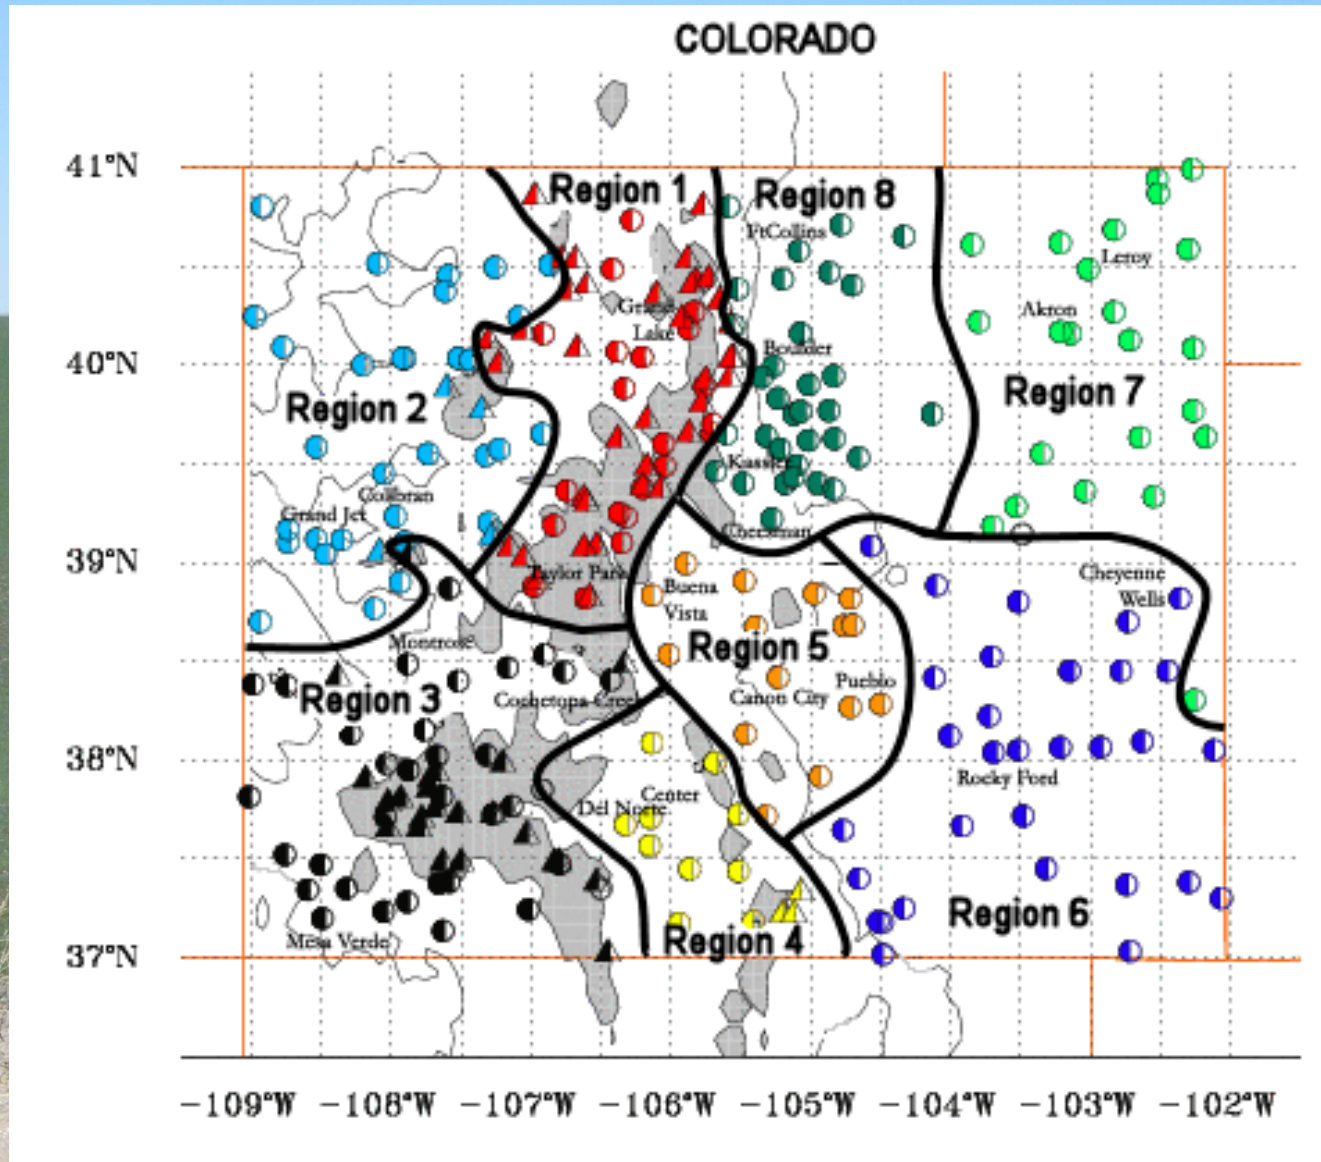 COLORADO
41°N
Region 1
Region 8
FtCollins
Leroy
Grand
Lake
Akron
40°N
Boulder
Region 7
Region 2
Kassler
Collbran
Grand Jct
Cheesman
39°N
Taylor Park
Cheyenne
Wells
Buena
Vista
Montrose
Region 5
Pueblo
Region 3
Cochetopa Creek
Canon City
38°N
Rocky Ford
Center
Del Norte
Region 6
Mesa Verde
Region 4
37°N
-109°W -108°W -107°W -106°W -105°W -104°W -103°W -102°W